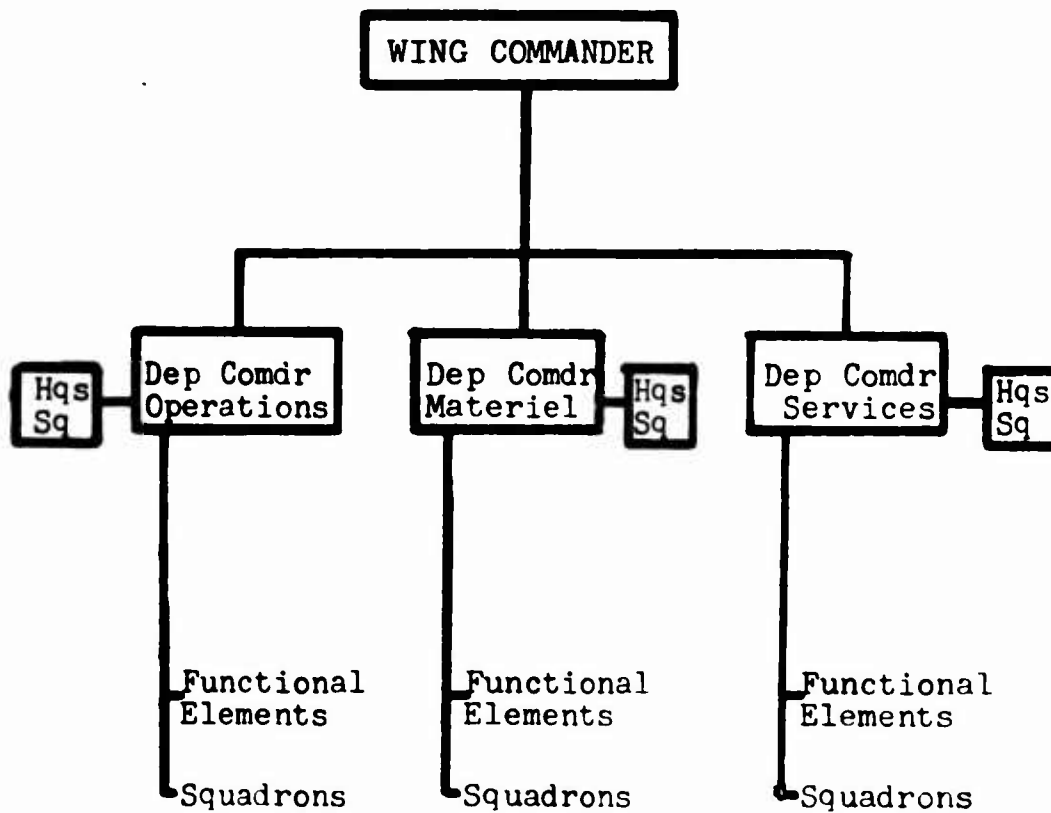 WING COMMANDER
Hqs
Sq
Dep Comdr
Operations
Dep Comdr
Materiel
Hqs
Sq
Dep Comdr
Services
Hqs
Sq
Functional
Elements
Squadrons
Functional
Elements
Squadrons
Functional
Elements
Squadrons